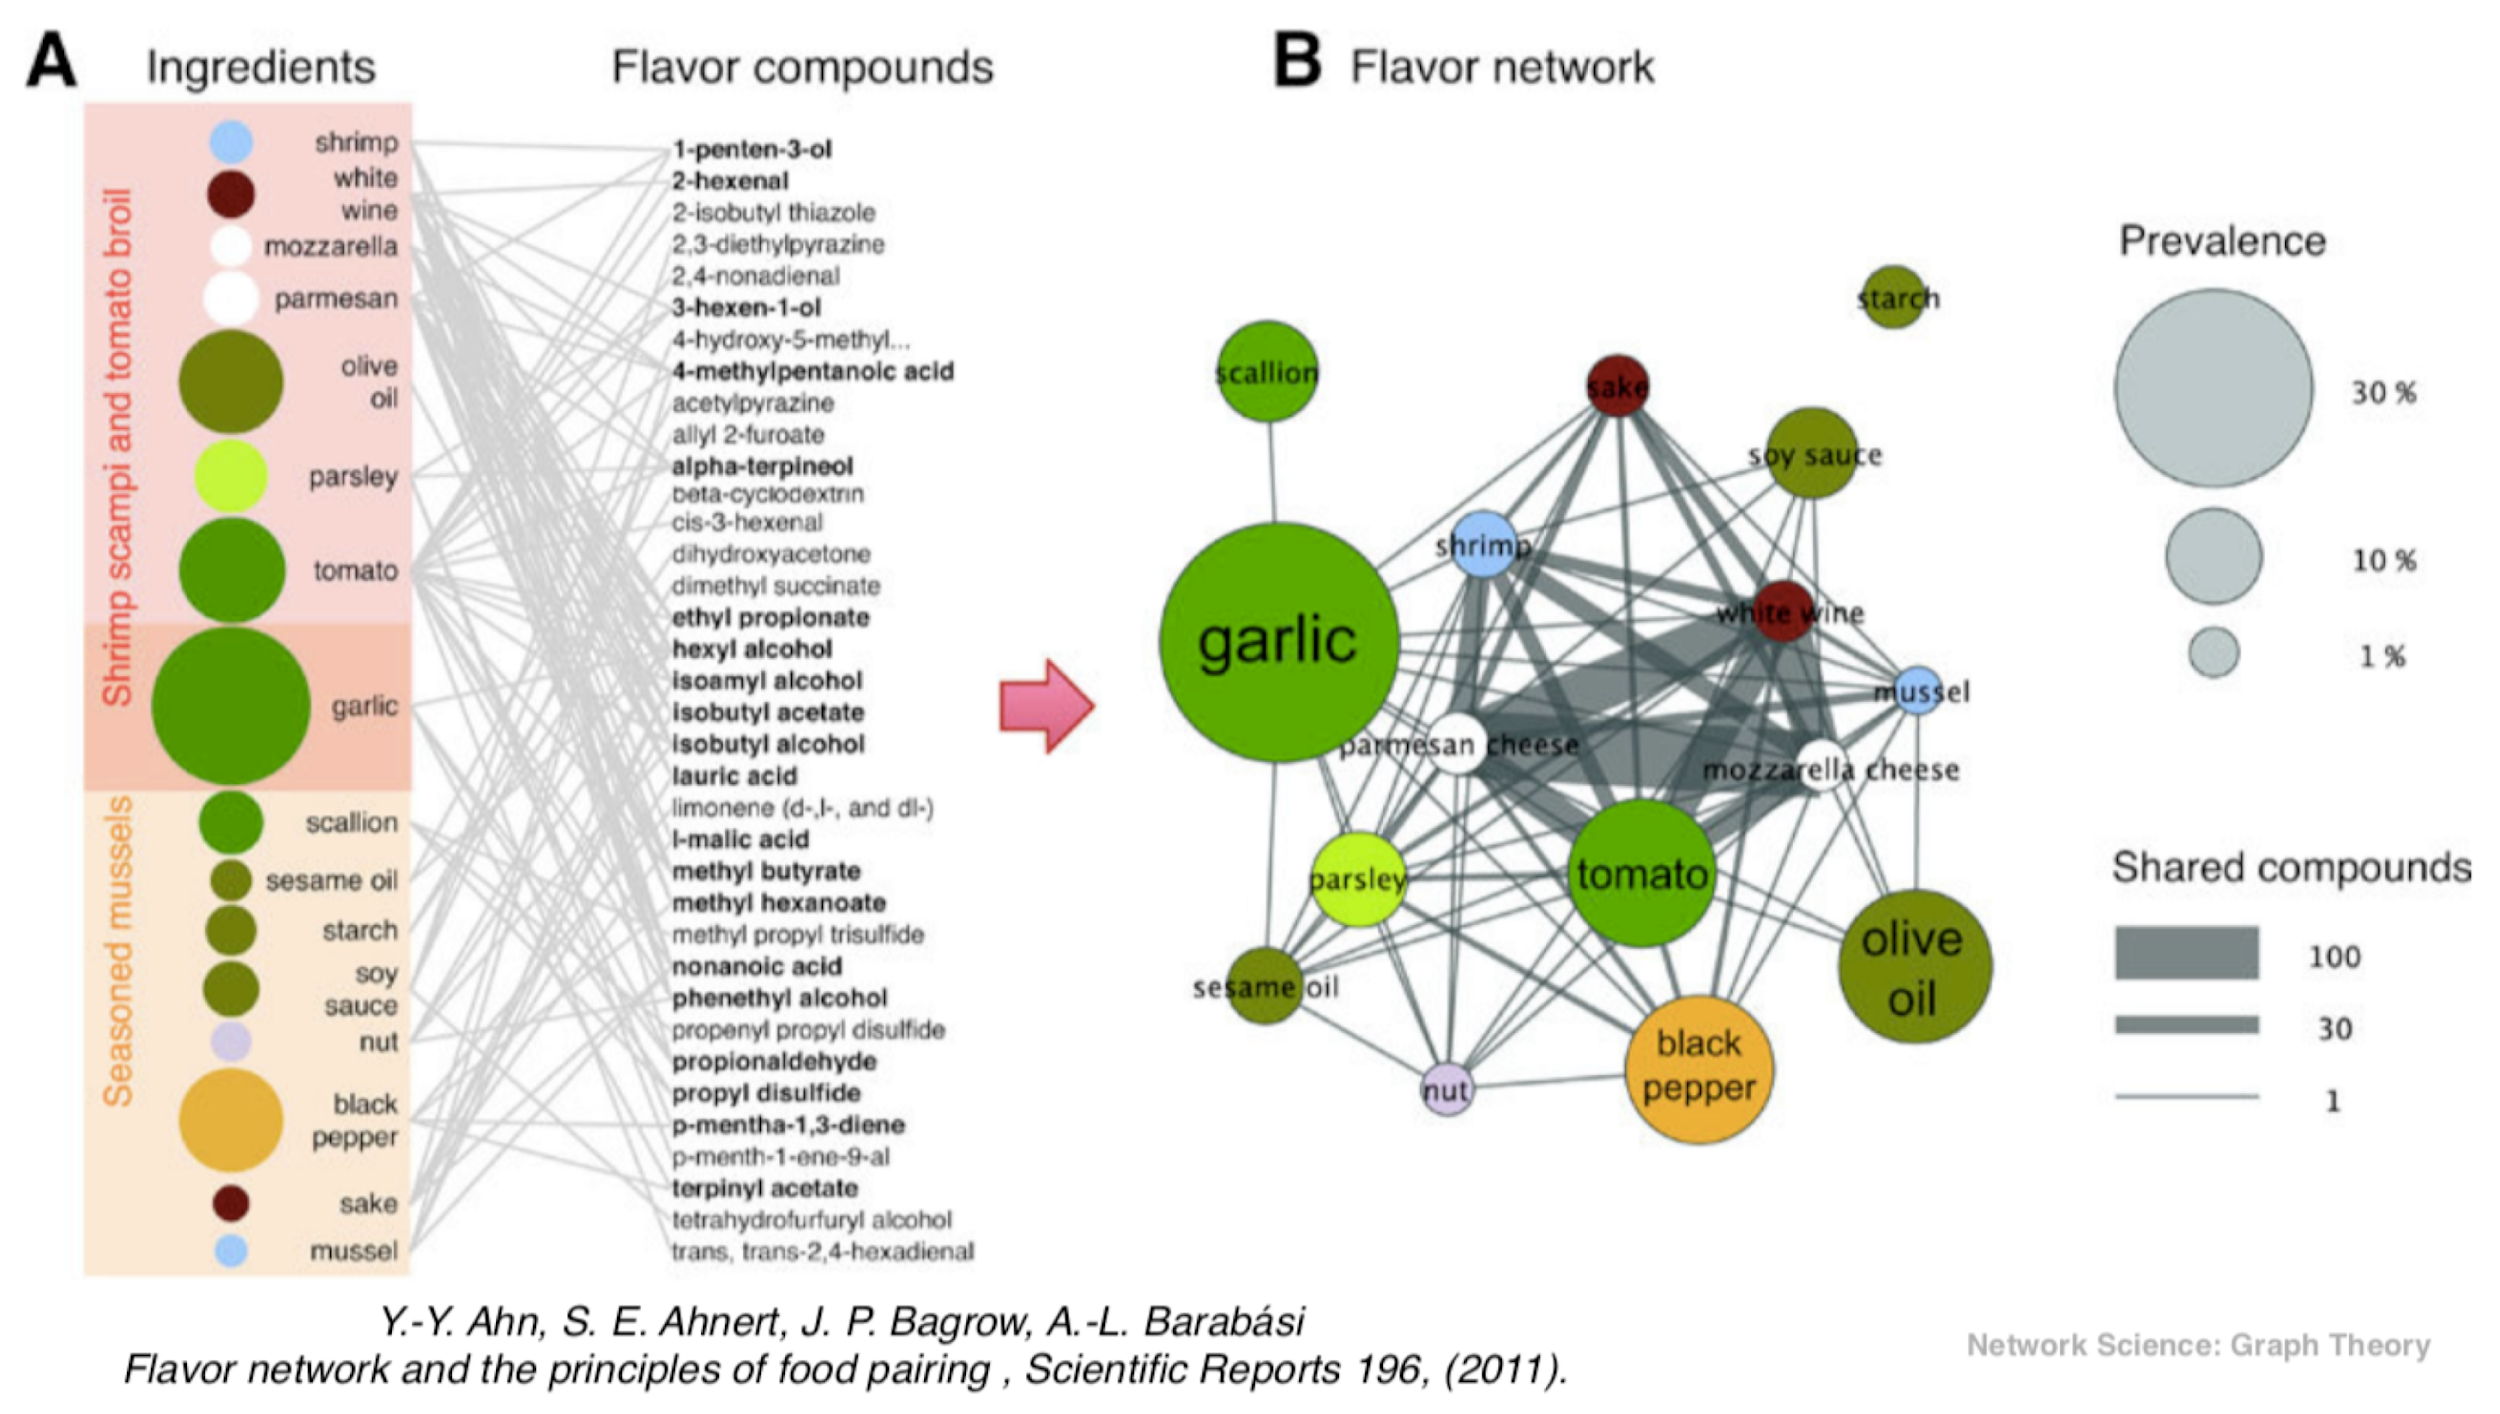 A
Ingredients
Flavor compounds
Shrimp scampi and tomato broil
Seasoned mussels
shrimp
white
wine
mozzarella
parmesan
olive
oil
parsley
tomato
garlic
scallion
sesame oil
starch
soy
sauce
nut
black
pepper
sake
mussel
1-penten-3-ol
2-hexenal
2-isobutyl thiazole
2,3-diethylpyrazine
2,4-nonadienal
3-hexen-1-ol
4-hydroxy-5-methyl...
4-methylpentanoic acid
acetylpyrazine
allyl 2-furoate
alpha-terpineol
beta-cyclodextrin
cis-3-hexenal
dihydroxyacetone
dimethyl succinate
ethyl propionate
hexyl alcohol
isoamyl alcohol
isobutyl acetate
isobutyl alcohol
lauric acid
limonene (d-,l-, and dl-)
l-malic acid
methyl butyrate
methyl hexanoate
methyl propyl trisulfide
nonanoic acid
phenethyl alcohol
propenyl propyl disulfide
propionaldehyde
propyl disulfide
p-mentha-1,3-diene
p-menth-1-ene-9-al
terpinyl acetate
tetrahydrofurfuryl alcohol
trans, trans-2,4-hexadienal
B Flavor network
starch
scallion
sake
soy sauce
shrimp
white wine
garlic
mussel
parmesan cheese
mozzarella cheese
parsley
tomato
olive
oil
sesame oil
black
pepper
nut
Prevalence
30 %
10 %
1 %
Shared compounds
100
30
1
Y.-Y. Ahn, S. E. Ahnert, J. P. Bagrow, A.-L. Barabási
Flavor network and the principles of food pairing , Scientific Reports 196, (2011).
Network Science: Graph Theory